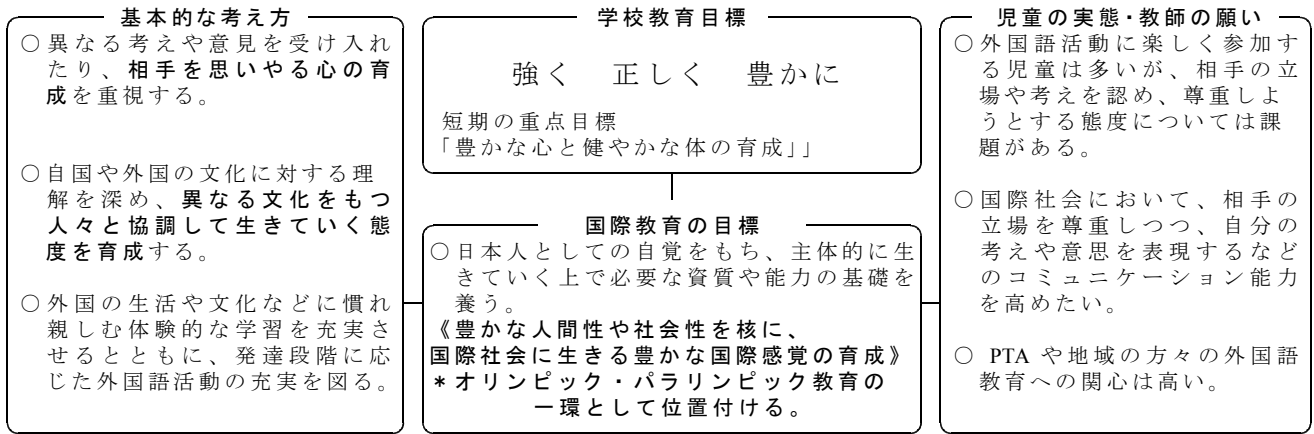 基本的な考え方
○異なる考えや意見を受け入れ
たり、相手を思いやる心の育
成を重視する。
○自国や外国の文化に対する理
解を深め、異なる文化をもつ
人々と協調して生きていく態
度を育成する。
○外国の生活や文化などに慣れ
親しむ体験的な学習を充実さ
せるとともに、発達段階に応
じた外国語活動の充実を図る。
学校教育目標
強く 正しく 豊かに
短期の重点目標
「豊かな心と健やかな体の育成」」
国際教育の目標
○日本人としての自覚をもち、主体的に生
きていく上で必要な資質や能力の基礎を
養う。
《豊かな人間性や社会性を核に、
国際社会に生きる豊かな国際感覚の育成》
*オリンピック・パラリンピック教育の
一環として位置付ける。
児童の実態・教師の願い
○外国語活動に楽しく参加す
る児童は多いが、相手の立
場や考えを認め、尊重しよ
うとする態度については課
題がある。
○国際社会において、相手の
立場を尊重しつつ、自分の
考えや意思を表現するなど
のコミュニケーション能力
を高めたい。
○ PTA や地域の方々の外国語
教育への関心は高い。